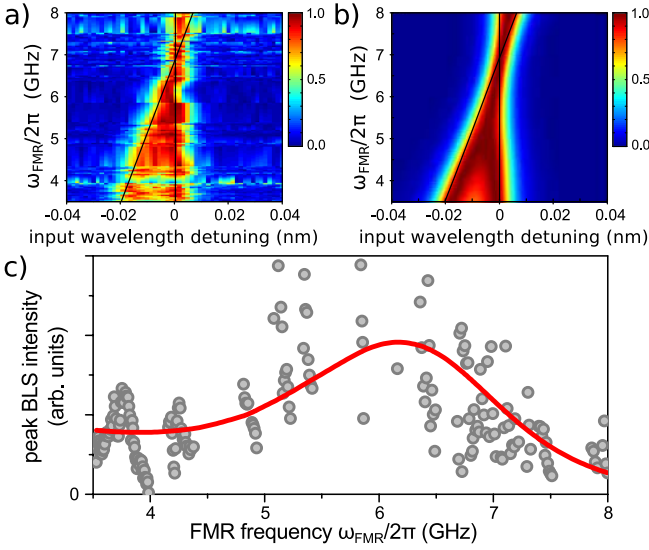 a)
8
7
6
5
4
ω_FMR/2π (GHz)
-0.04 -0.02 0 0.02 0.04
input wavelength detuning (nm)
1.0
0.5
0.0
b)
8
7
6
5
4
ω_FMR/2π (GHz)
-0.04 -0.02 0 0.02 0.04
input wavelength detuning (nm)
1.0
0.5
0.0
c)
peak BLS intensity
(arb. units)
0
4 5 6 7 8
FMR frequency ω_FMR/2π (GHz)